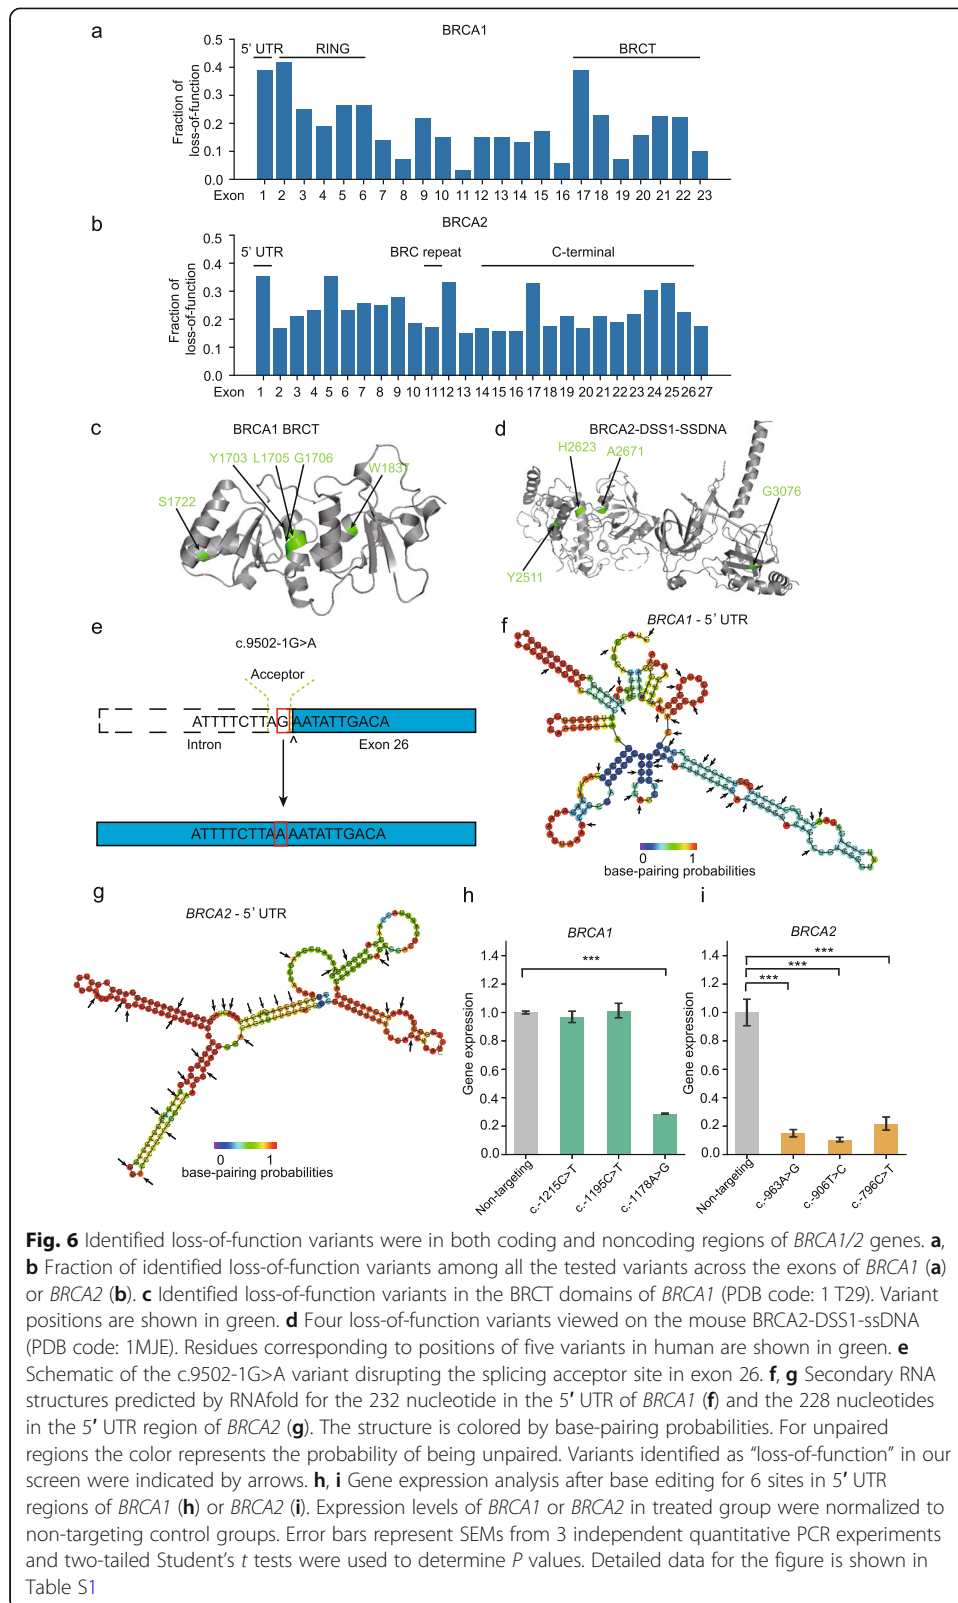 a
BRCA1
Fraction of
loss-of-function
0.5
0.4
0.3
0.2
0.1
0.0
5' UTR
RING
BRCT
Exon 1 2 3 4 5 6 7 8 9 10 11 12 13 14 15 16 17 18 19 20 21 22 23
b
BRCA2
Fraction of
loss-of-function
0.5
0.4
0.3
0.2
0.1
0.0
5' UTR
BRC repeat
C-terminal
Exon 1 2 3 4 5 6 7 8 9 10 11 12 13 14 15 16 17 18 19 20 21 22 23 24 25 26 27
c
BRCA1 BRCT
Y1703 L1705 G1706
W1837
S1722
d
BRCA2-DSS1-SSDNA
H2623
A2671
G3076
Y2511
e
c.9502-1G>A
Acceptor
ATTTTCTTAGAATATTGACA
Intron
^
Exon 26
ATTTTCTTAAAATATTGACA
f
BRCA1 - 5' UTR
0 1
base-pairing probabilities
g
BRCA2 - 5' UTR
0 1
base-pairing probabilities
h
BRCA1
Gene expression
1.4
1.2
1.0
0.8
0.6
0.4
0.2
0.0
***
Non-targeting
c.-1215C>T
c.-1195C>T
c.-1178A>G
i
BRCA2
Gene expression
1.4
1.2
1.0
0.8
0.6
0.4
0.2
0.0
***
***
***
Non-targeting
c.-963A>G
c.-906T>C
c.-796C>T
Fig. 6 Identified loss-of-function variants were in both coding and noncoding regions of BRCA1/2 genes. a,
b Fraction of identified loss-of-function variants among all the tested variants across the exons of BRCA1 (a)
or BRCA2 (b). c Identified loss-of-function variants in the BRCT domains of BRCA1 (PDB code: 1 T29). Variant
positions are shown in green. d Four loss-of-function variants viewed on the mouse BRCA2-DSS1-ssDNA
(PDB code: 1MJE). Residues corresponding to positions of five variants in human are shown in green. e
Schematic of the c.9502-1G>A variant disrupting the splicing acceptor site in exon 26. f, g Secondary RNA
structures predicted by RNAfold for the 232 nucleotide in the 5′ UTR of BRCA1 (f) and the 228 nucleotides
in the 5′ UTR region of BRCA2 (g). The structure is colored by base-pairing probabilities. For unpaired
regions the color represents the probability of being unpaired. Variants identified as “loss-of-function” in our
screen were indicated by arrows. h, i Gene expression analysis after base editing for 6 sites in 5′ UTR
regions of BRCA1 (h) or BRCA2 (i). Expression levels of BRCA1 or BRCA2 in treated group were normalized to
non-targeting control groups. Error bars represent SEMs from 3 independent quantitative PCR experiments
and two-tailed Student’s t tests were used to determine P values. Detailed data for the figure is shown in
Table S1